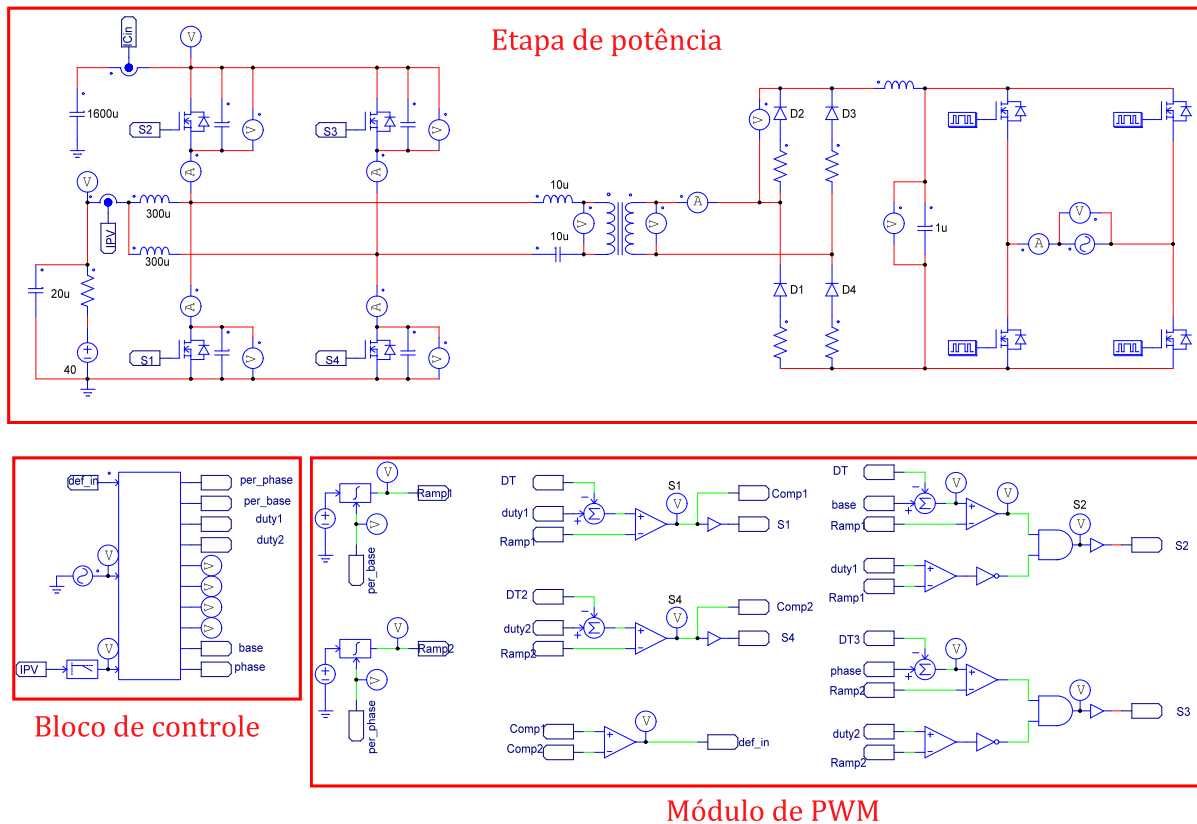 Etapa de potência
ICin
V
1600u
S2
V
S3
V
A
A
V
IPV
300u
300u
20u
40
A
A
S1
V
S4
V
10u
10u
V
V
A
V
D2
D3
D1
D4
V
1u
A
V
def_in
per_phase
per_base
duty1
duty2
V
V
V
V
V
base
IPV
V
phase
Bloco de controle
V
Ramp1
V
per_base
V
Ramp2
V
per_phase
DT
duty1
Ramp1
S1
V
Comp1
S1
DT2
duty2
Ramp2
S4
V
Comp2
S4
Comp1
Comp2
V
def_in
DT
base
Ramp1
V
V
duty1
Ramp1
S2
V
S2
DT3
phase
Ramp2
V
duty2
Ramp2
V
S3
Módulo de PWM